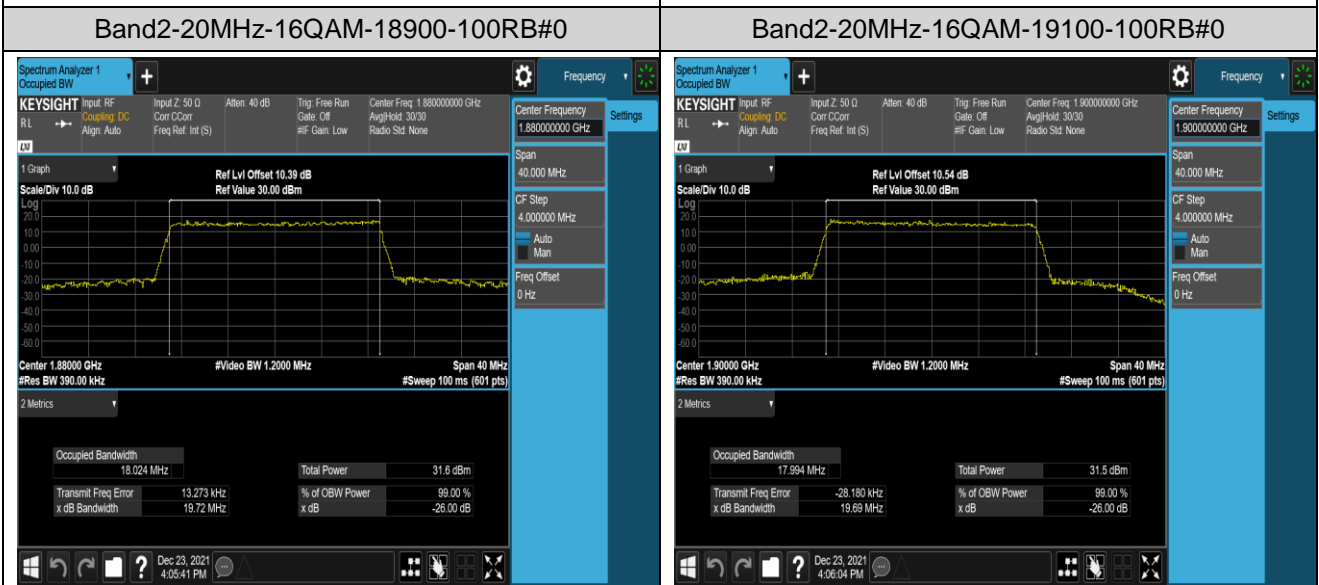 Band2-20MHz-16QAM-18900-100RB#0
Spectrum Analyzer 1
Occupied BW
Frequency
KEYSIGHT
RL
LXI
Input: RF
Coupling: DC
Align: Auto
Input Z: 50 Ω
Corr CCorr
Freq Ref: Int (S)
Atten: 40 dB
Trig: Free Run
Gate: Off
#IF Gain: Low
Center Freq: 1.880000000 GHz
Avg|Hold: 30/30
Radio Std: None
Center Frequency
1.880000000 GHz
Settings
Span
40.000 MHz
CF Step
4.000000 MHz
Auto
Man
Freq Offset
0 Hz
1 Graph
Scale/Div 10.0 dB
Ref Lvl Offset 10.39 dB
Ref Value 30.00 dBm
Log
20.0
10.0
0.00
-10.0
-20.0
-30.0
-40.0
-50.0
-60.0
Center 1.88000 GHz
#Video BW 1.2000 MHz
Span 40 MHz
#Res BW 390.00 kHz
#Sweep 100 ms (601 pts)
2 Metrics
Occupied Bandwidth
18.024 MHz
Total Power 31.6 dBm
Transmit Freq Error 13.273 kHz
% of OBW Power 99.00 %
x dB Bandwidth 19.72 MHz
x dB -26.00 dB
?
Dec 23, 2021
4:05:41 PM
Band2-20MHz-16QAM-19100-100RB#0
Spectrum Analyzer 1
Occupied BW
Frequency
KEYSIGHT
RL
LXI
Input: RF
Coupling: DC
Align: Auto
Input Z: 50 Ω
Corr CCorr
Freq Ref: Int (S)
Atten: 40 dB
Trig: Free Run
Gate: Off
#IF Gain: Low
Center Freq: 1.900000000 GHz
Avg|Hold: 30/30
Radio Std: None
Center Frequency
1.900000000 GHz
Settings
Span
40.000 MHz
CF Step
4.000000 MHz
Auto
Man
Freq Offset
0 Hz
1 Graph
Scale/Div 10.0 dB
Ref Lvl Offset 10.54 dB
Ref Value 30.00 dBm
Log
20.0
10.0
0.00
-10.0
-20.0
-30.0
-40.0
-50.0
-60.0
Center 1.90000 GHz
#Video BW 1.2000 MHz
Span 40 MHz
#Res BW 390.00 kHz
#Sweep 100 ms (601 pts)
2 Metrics
Occupied Bandwidth
17.994 MHz
Total Power 31.5 dBm
Transmit Freq Error -28.180 kHz
% of OBW Power 99.00 %
x dB Bandwidth 19.69 MHz
x dB -26.00 dB
?
Dec 23, 2021
4:06:04 PM